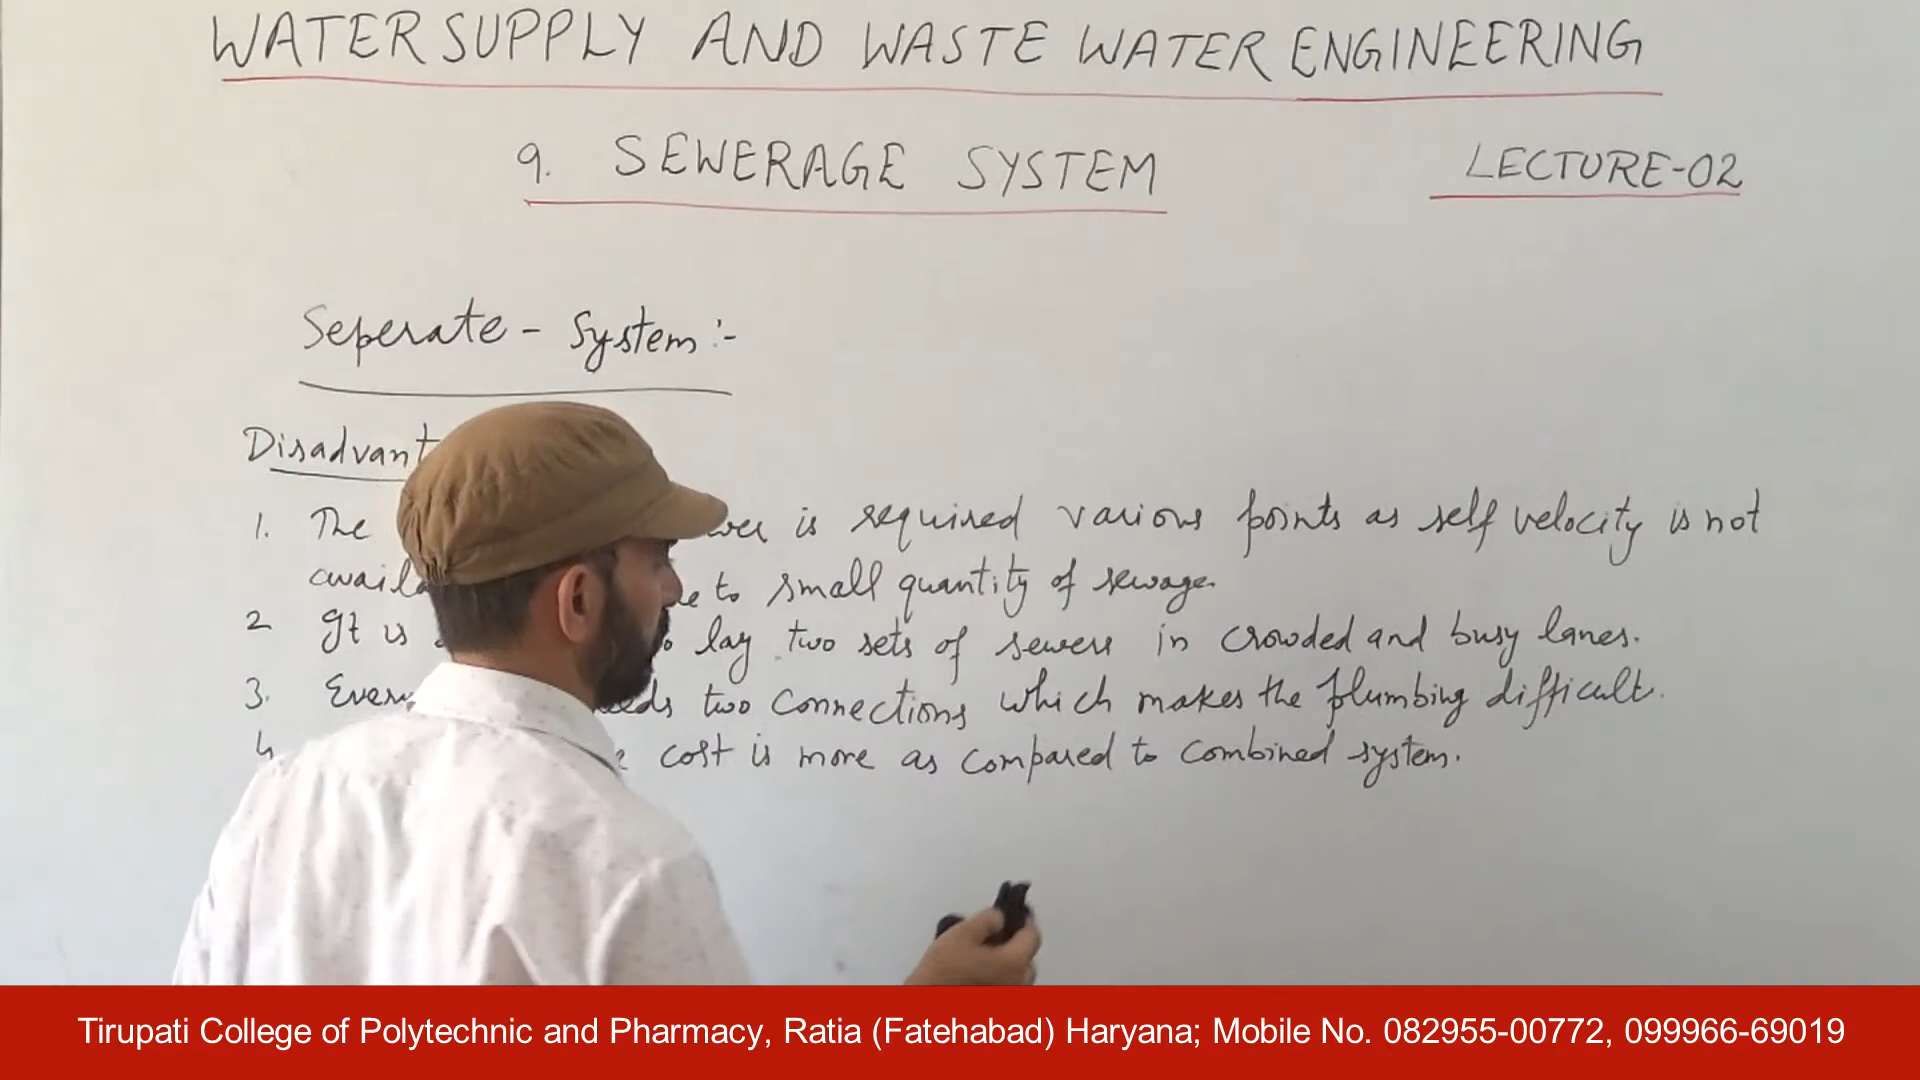 WATER SUPPLY AND WASTE WATER ENGINEERING
9. SEWERAGE SYSTEM
LECTURE-02
Seperate - System :-
1. The is required various points as self velocity is not
to small quantity of sewage.
2 It is lay two sets of sewers in crowded and busy lanes.
3. two connections which makes the plumbing difficult.
4 cost is more as compared to combined system.
Tirupati College of Polytechnic and Pharmacy, Ratia (Fatehabad) Haryana; Mobile No. 082955-00772, 099966-69019